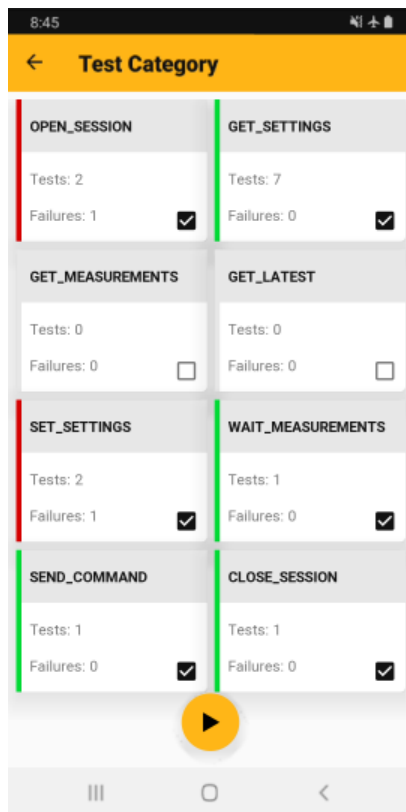 8:45
Test Category
OPEN_SESSION
Tests: 2
Failures: 1
GET_SETTINGS
Tests: 7
Failures: 0
GET_MEASUREMENTS
Tests: 0
Failures: 0
GET_LATEST
Tests: 0
Failures: 0
SET_SETTINGS
Tests: 2
Failures: 1
WAIT_MEASUREMENTS
Tests: 1
Failures: 0
SEND_COMMAND
Tests: 1
Failures: 0
CLOSE_SESSION
Tests: 1
Failures: 0